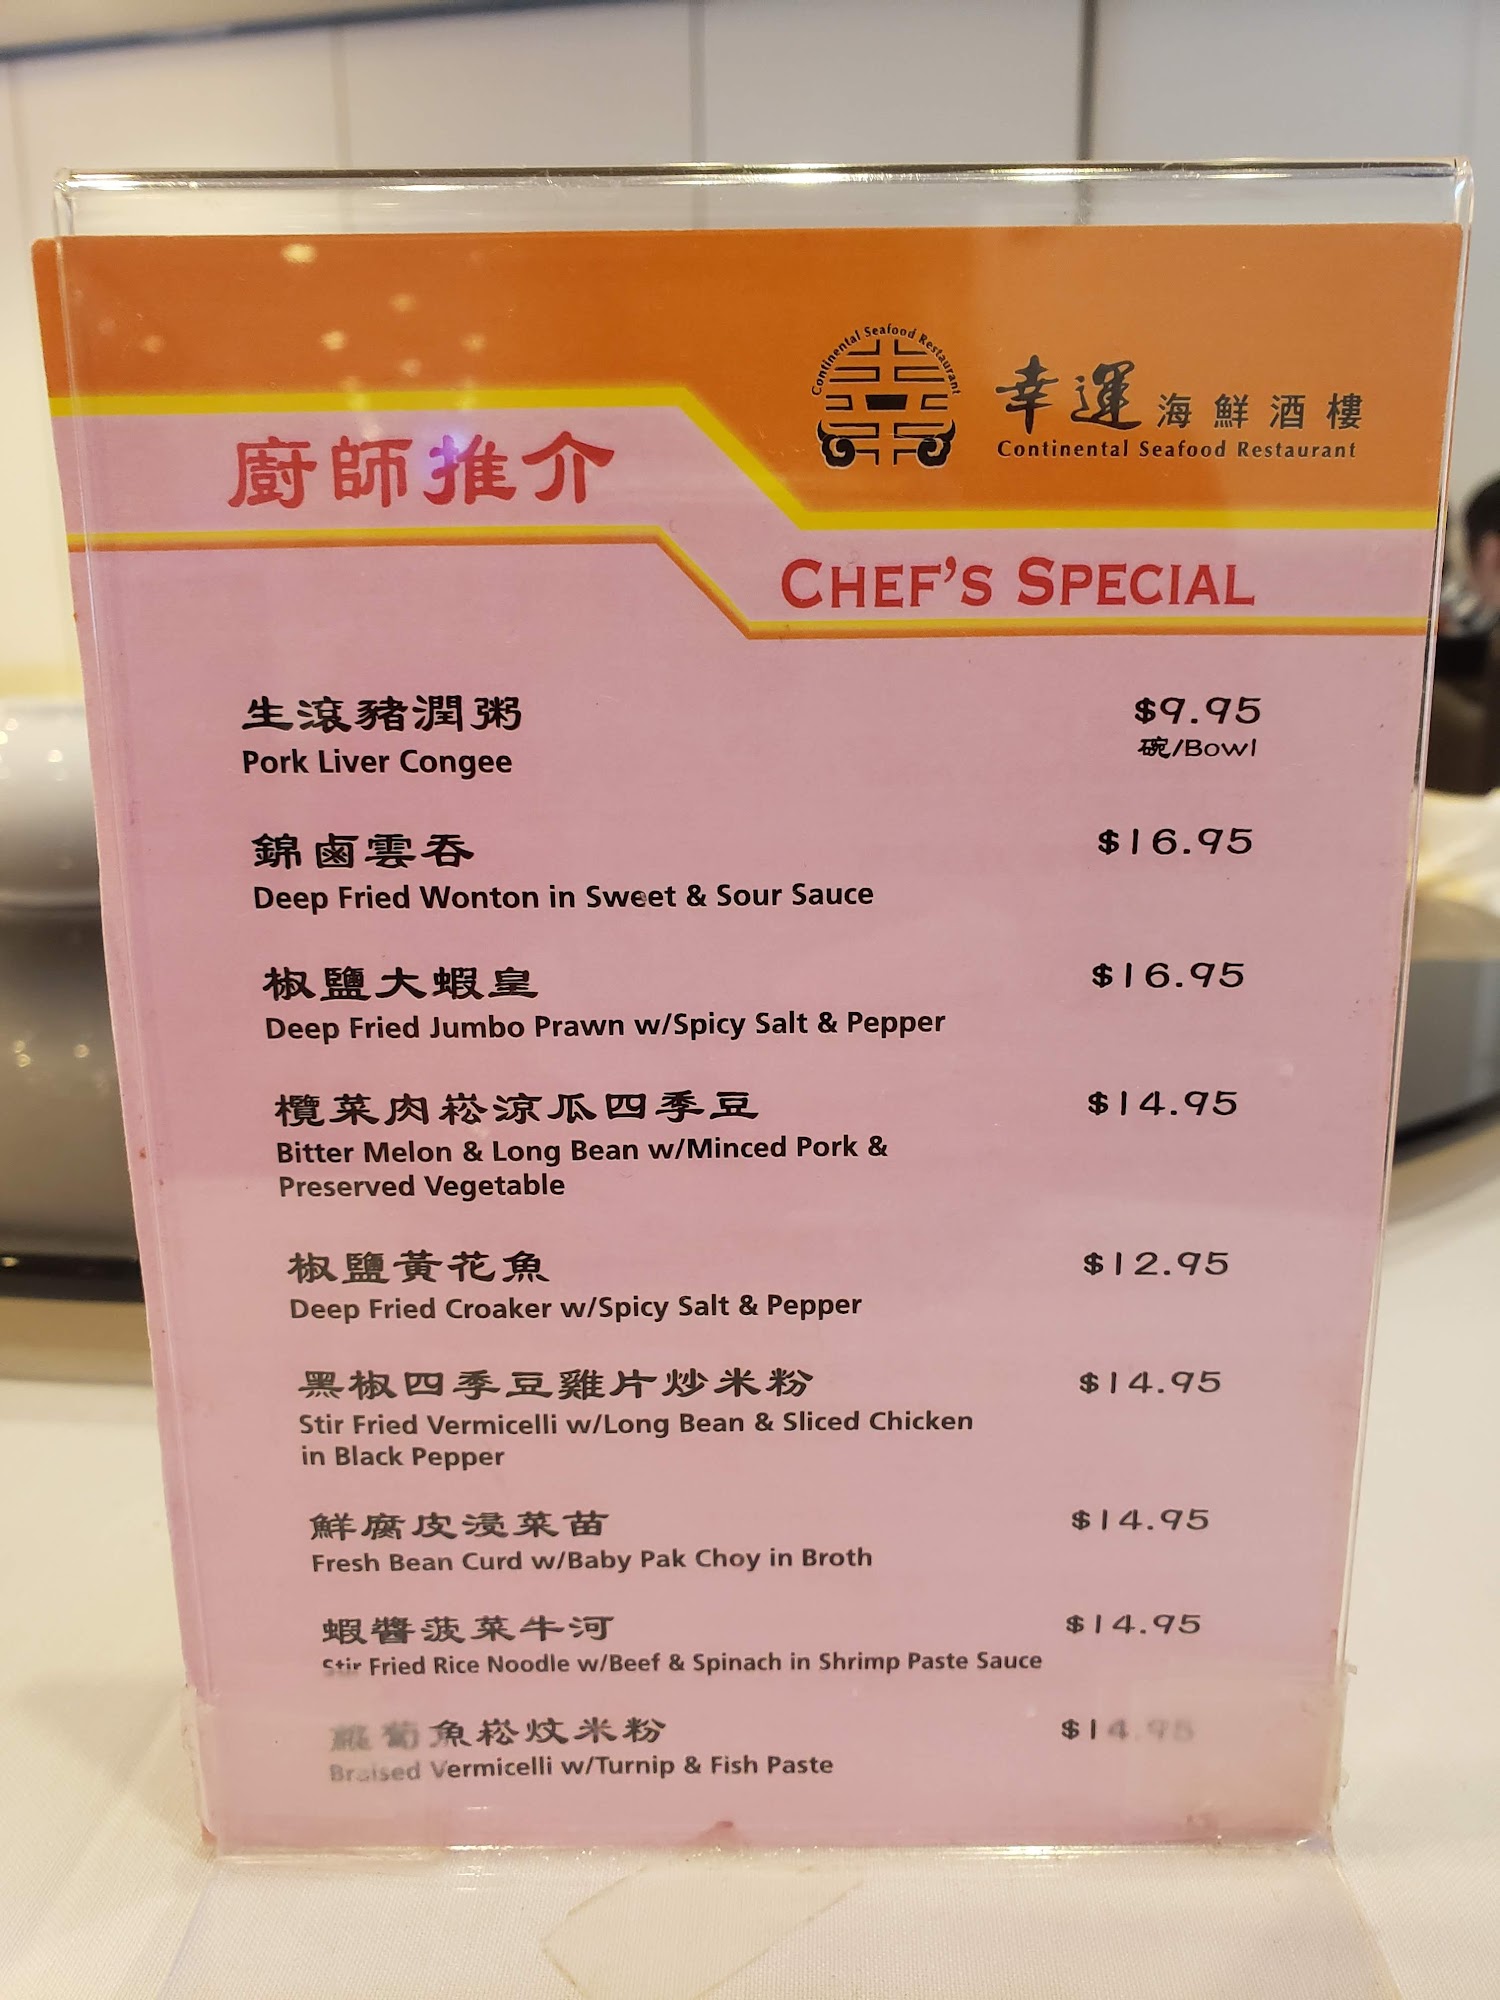 Continental Seafood Restaurant
幸運海鮮酒樓
Continental Seafood Restaurant
廚師推介
CHEF'S SPECIAL
生滾豬潤粥 $9.95
Pork Liver Congee 碗/Bowl
錦鹵雲吞 $16.95
Deep Fried Wonton in Sweet & Sour Sauce
椒鹽大蝦皇 $16.95
Deep Fried Jumbo Prawn w/Spicy Salt & Pepper
欖菜肉崧涼瓜四季豆 $14.95
Bitter Melon & Long Bean w/Minced Pork &
Preserved Vegetable
椒鹽黃花魚 $12.95
Deep Fried Croaker w/Spicy Salt & Pepper
黑椒四季豆雞片炒米粉 $14.95
Stir Fried Vermicelli w/Long Bean & Sliced Chicken
in Black Pepper
鮮腐皮浸菜苗 $14.95
Fresh Bean Curd w/Baby Pak Choy in Broth
蝦醬菠菜牛河 $14.95
Stir Fried Rice Noodle w/Beef & Spinach in Shrimp Paste Sauce
蘿蔔魚崧炆米粉 $14.95
Braised Vermicelli w/Turnip & Fish Paste